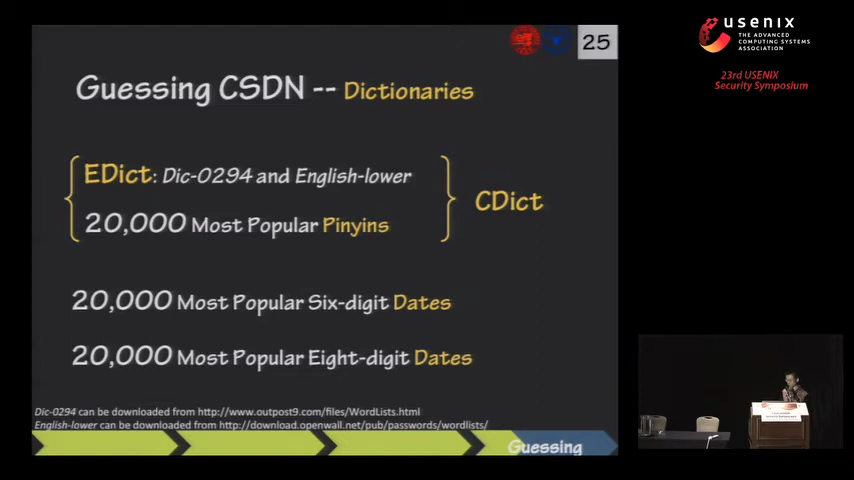 25
Guessing CSDN -- Dictionaries
EDict: Dic-0294 and English-lower
20,000 Most Popular Pinyins
CDict
20,000 Most Popular Six-digit Dates
20,000 Most Popular Eight-digit Dates
Dic-0294 can be downloaded from http://www.outpost9.com/files/WordLists.html
English-lower can be downloaded from http://download.openwall.net/pub/passwords/wordlists/
Guessing
usenix
THE ADVANCED
COMPUTING SYSTEMS
ASSOCIATION
23rd USENIX
Security Symposium